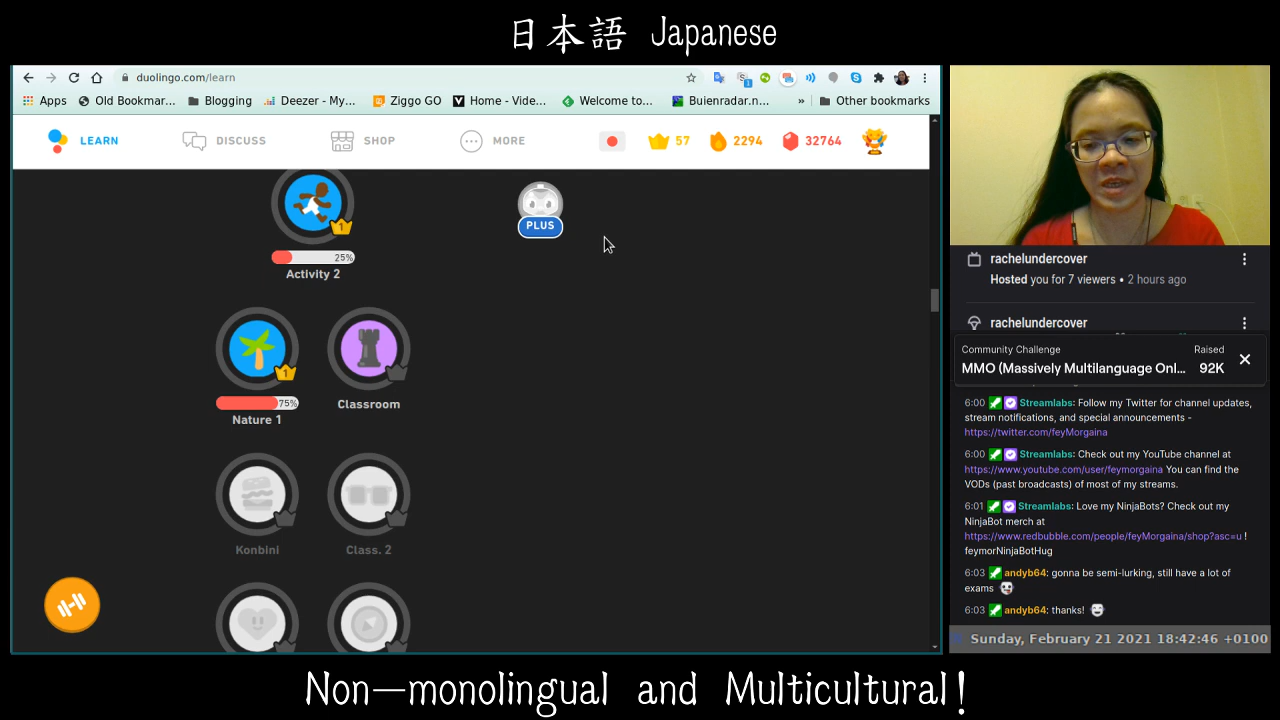 日本語 Japanese
duolingo.com/learn
Apps Old Bookmar... Blogging Deezer - My... Ziggo GO Home - Vide... Welcome to... Buienradar.n... » Other bookmarks
LEARN DISCUSS SHOP MORE 57 2294 32764
1
25%
Activity 2
PLUS
1
75%
Nature 1
Classroom
Konbini
Class. 2
rachelundercover
Hosted you for 7 viewers • 2 hours ago
rachelundercover
Community Challenge
Raised
MMO (Massively Multilanguage Onl...
92K
6:00 Streamlabs: Follow my Twitter for channel updates,
stream notifications, and special announcements -
https://twitter.com/feyMorgaina
6:00 Streamlabs: Check out my YouTube channel at
https://www.youtube.com/user/feymorgaina You can find the
VODs (past broadcasts) of most of my streams.
6:01 Streamlabs: Love my NinjaBots? Check out my
NinjaBot merch at
https://www.redbubble.com/people/feyMorgaina/shop?asc=u !
feymorNinjaBotHug
6:03 andyb64: gonna be semi-lurking, still have a lot of
exams
6:03 andyb64: thanks!
Sunday, February 21 2021 18:42:46 +0100
Non-monolingual and Multicultural!